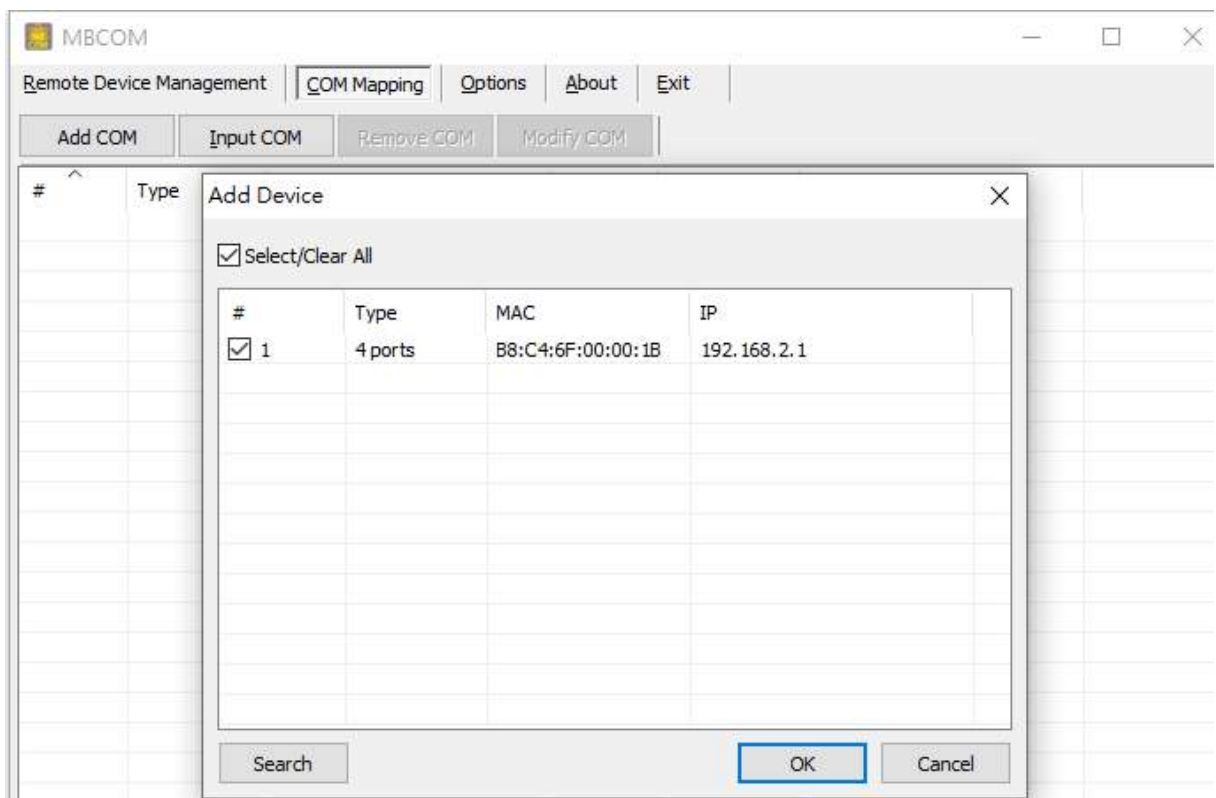 MBCOM
Remote Device Management COM Mapping Options About Exit
Add COM Input COM Remove COM Modify COM
# Type
Add Device
Select/Clear All
# Type MAC IP
1 4 ports B8:C4:6F:00:00:1B 192.168.2.1
Search OK Cancel